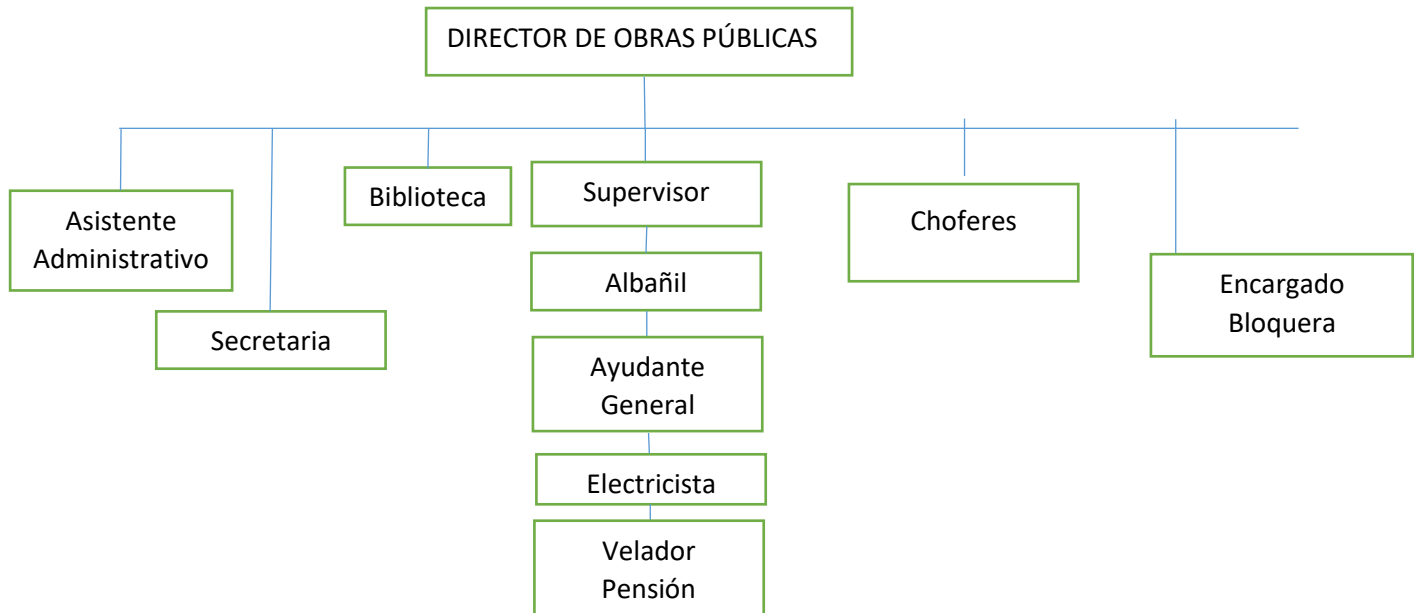 DIRECTOR DE OBRAS PÚBLICAS
Asistente
Administrativo
Secretaria
Biblioteca
Supervisor
Albañil
Ayudante
General
Electricista
Velador
Pensión
Choferes
Encargado
Bloquera